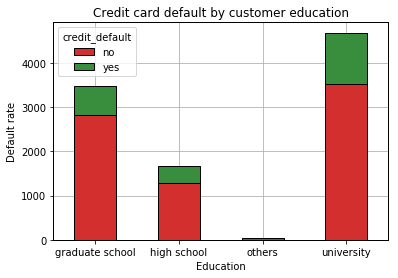 Credit card default by customer education
credit_default
no
yes
Default rate
4000
3000
2000
1000
0
graduate school
high school
others
university
Education